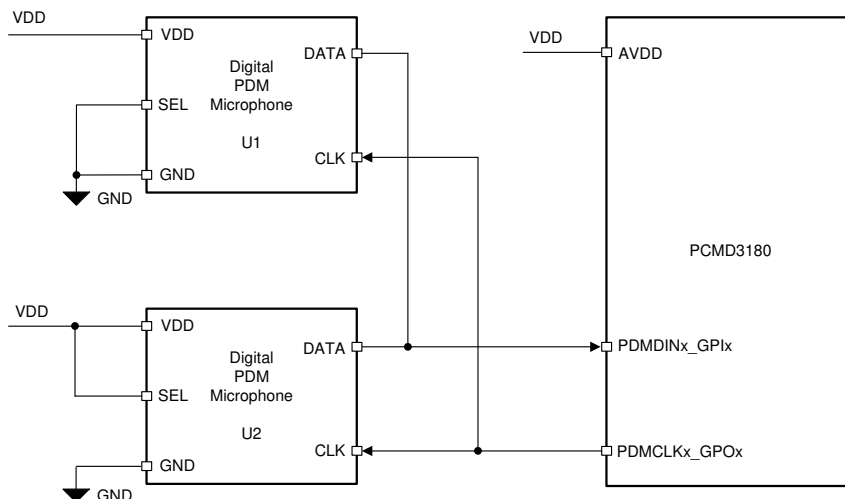 VDD
VDD
SEL
GND
GND
Digital
PDM
Microphone
U1
DATA
CLK
VDD
VDD
SEL
GND
GND
Digital
PDM
Microphone
U2
DATA
CLK
VDD
AVDD
PCMD3180
PDMDINx_GPIx
PDMCLKx_GPOx